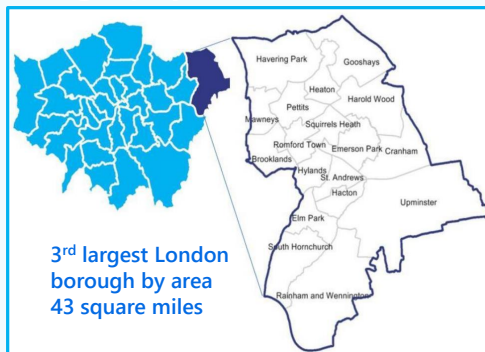 Havering Park
Gooshays
Heaton
Harold Wood
Pettits
Mawneys
Squirrels Heath
Romford Town
Emerson Park
Cranham
Brooklands
Hylands
St. Andrews
Hacton
Upminster
Elm Park
South Hornchurch
Rainham and Wennington
3rd largest London
borough by area
43 square miles